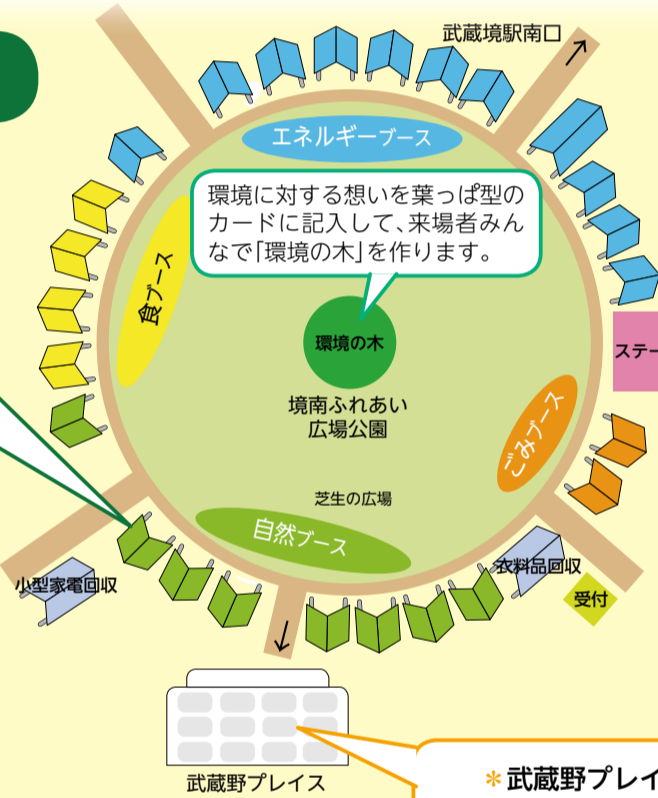 武蔵境駅南口
エネルギーブース
環境に対する想いを葉っぱ型の
カードに記入して、来場者みん
なで「環境の木」を作ります。
食ブース
環境の木
ステー
境南ふれあい
広場公園
ごみブース
芝生の広場
自然ブース
衣料品回収
小型家電回収
受付
武蔵野プレイス
*武蔵野プレイ